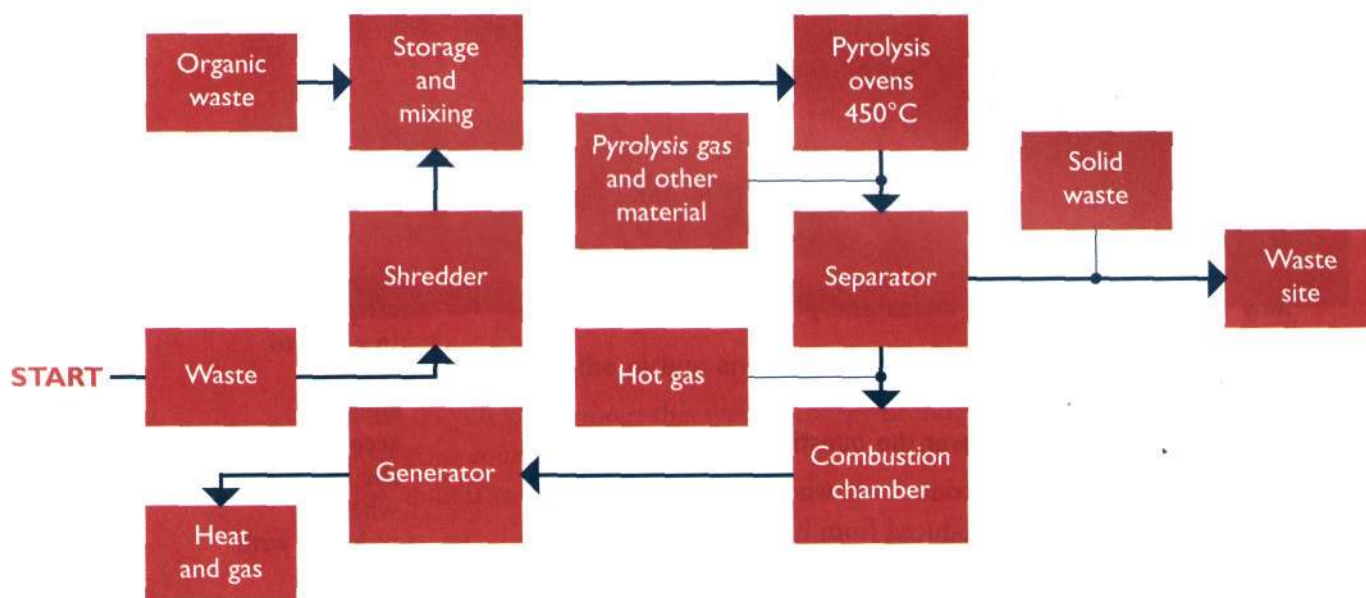 Organic
waste
Storage
and
mixing
Pyrolysis
ovens
450°C
Pyrolysis gas
and other
material
Solid
waste
Shredder
Separator
Waste
site
START
Waste
Hot gas
Generator
Combustion
chamber
Heat
and gas